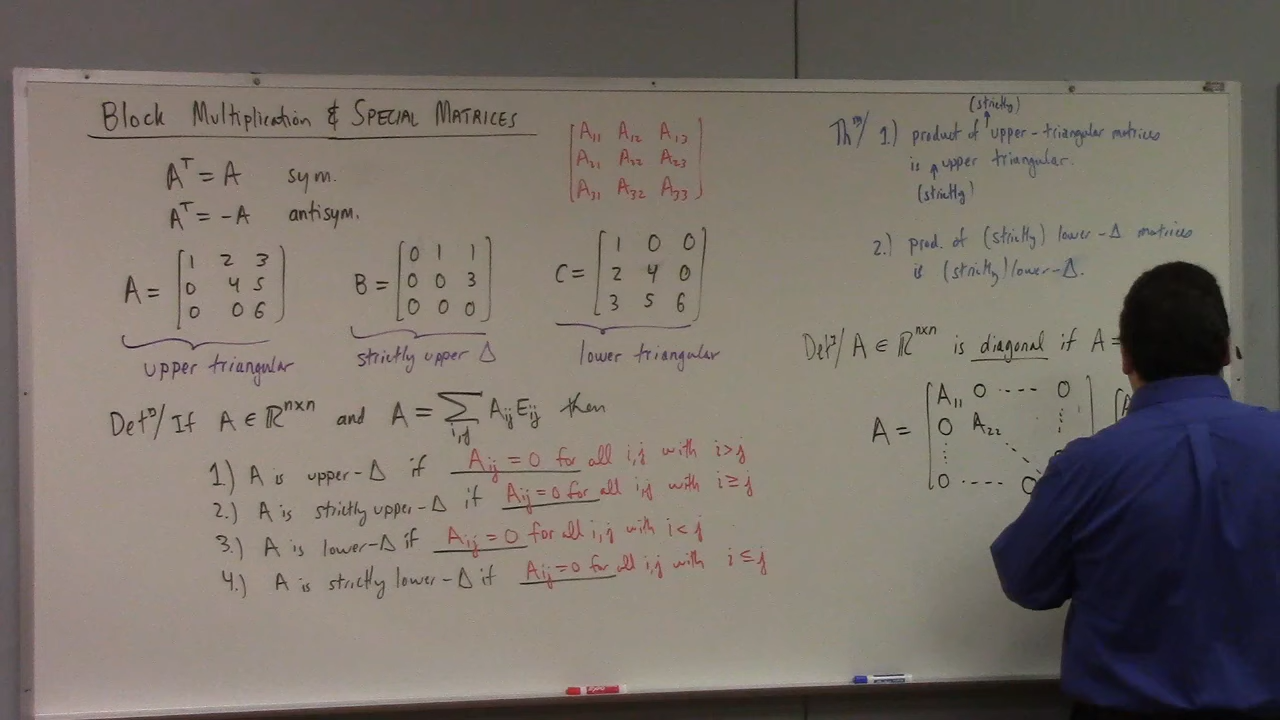 Block Multiplication & SPECIAL MATRICES
Aᵀ = A sym.
Aᵀ = -A antisym.
[A₁₁ A₁₂ A₁₃
A₂₁ A₂₂ A₂₃
A₃₁ A₃₂ A₃₃]
A = [1 2 3
0 4 5
0 0 6]
upper triangular
B = [0 1 1
0 0 3
0 0 0]
strictly upper Δ
C = [1 0 0
2 4 0
3 5 6]
lower triangular
Defⁿ/ If A ∈ ℝⁿˣⁿ and A = ∑ᵢ,ⱼ Aᵢⱼ Eᵢⱼ then
1) A is upper-Δ if Aᵢⱼ = 0 for all i,j with i>j
2.) A is strictly upper-Δ if Aᵢⱼ=0 for all i,j with i≥j
3.) A is lower-Δ if Aᵢⱼ = 0 for all i,j with i<j
4.) A is strictly lower-Δ if Aᵢⱼ=0 for all i,j with i≤j
(strictly)
Thᵐ/ 1.) product of upper-triangular matrices
is upper triangular.
(strictly)
2.) prod. of (strictly) lower-Δ matrices
is (strictly) lower-Δ.
Defⁿ/ A ∈ ℝⁿˣⁿ is diagonal if A =
A = [A₁₁ 0 ---- 0
0 A₂₂
0 ---- 0